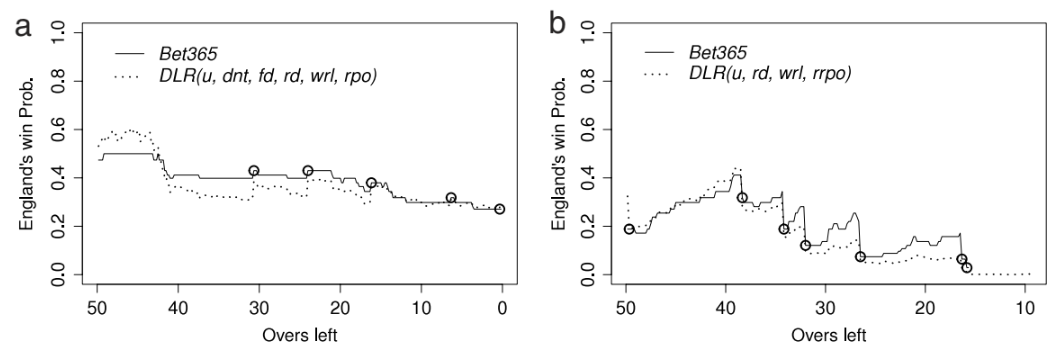 a
England's win Prob.
1.0
0.8
0.6
0.4
0.2
0.0
Bet365
DLR(u, dnt, fd, rd, wrl, rpo)
50 40 30 20 10 0
Overs left
b
England's win Prob.
1.0
0.8
0.6
0.4
0.2
0.0
Bet365
DLR(u, rd, wrl, rrpo)
50 40 30 20 10
Overs left